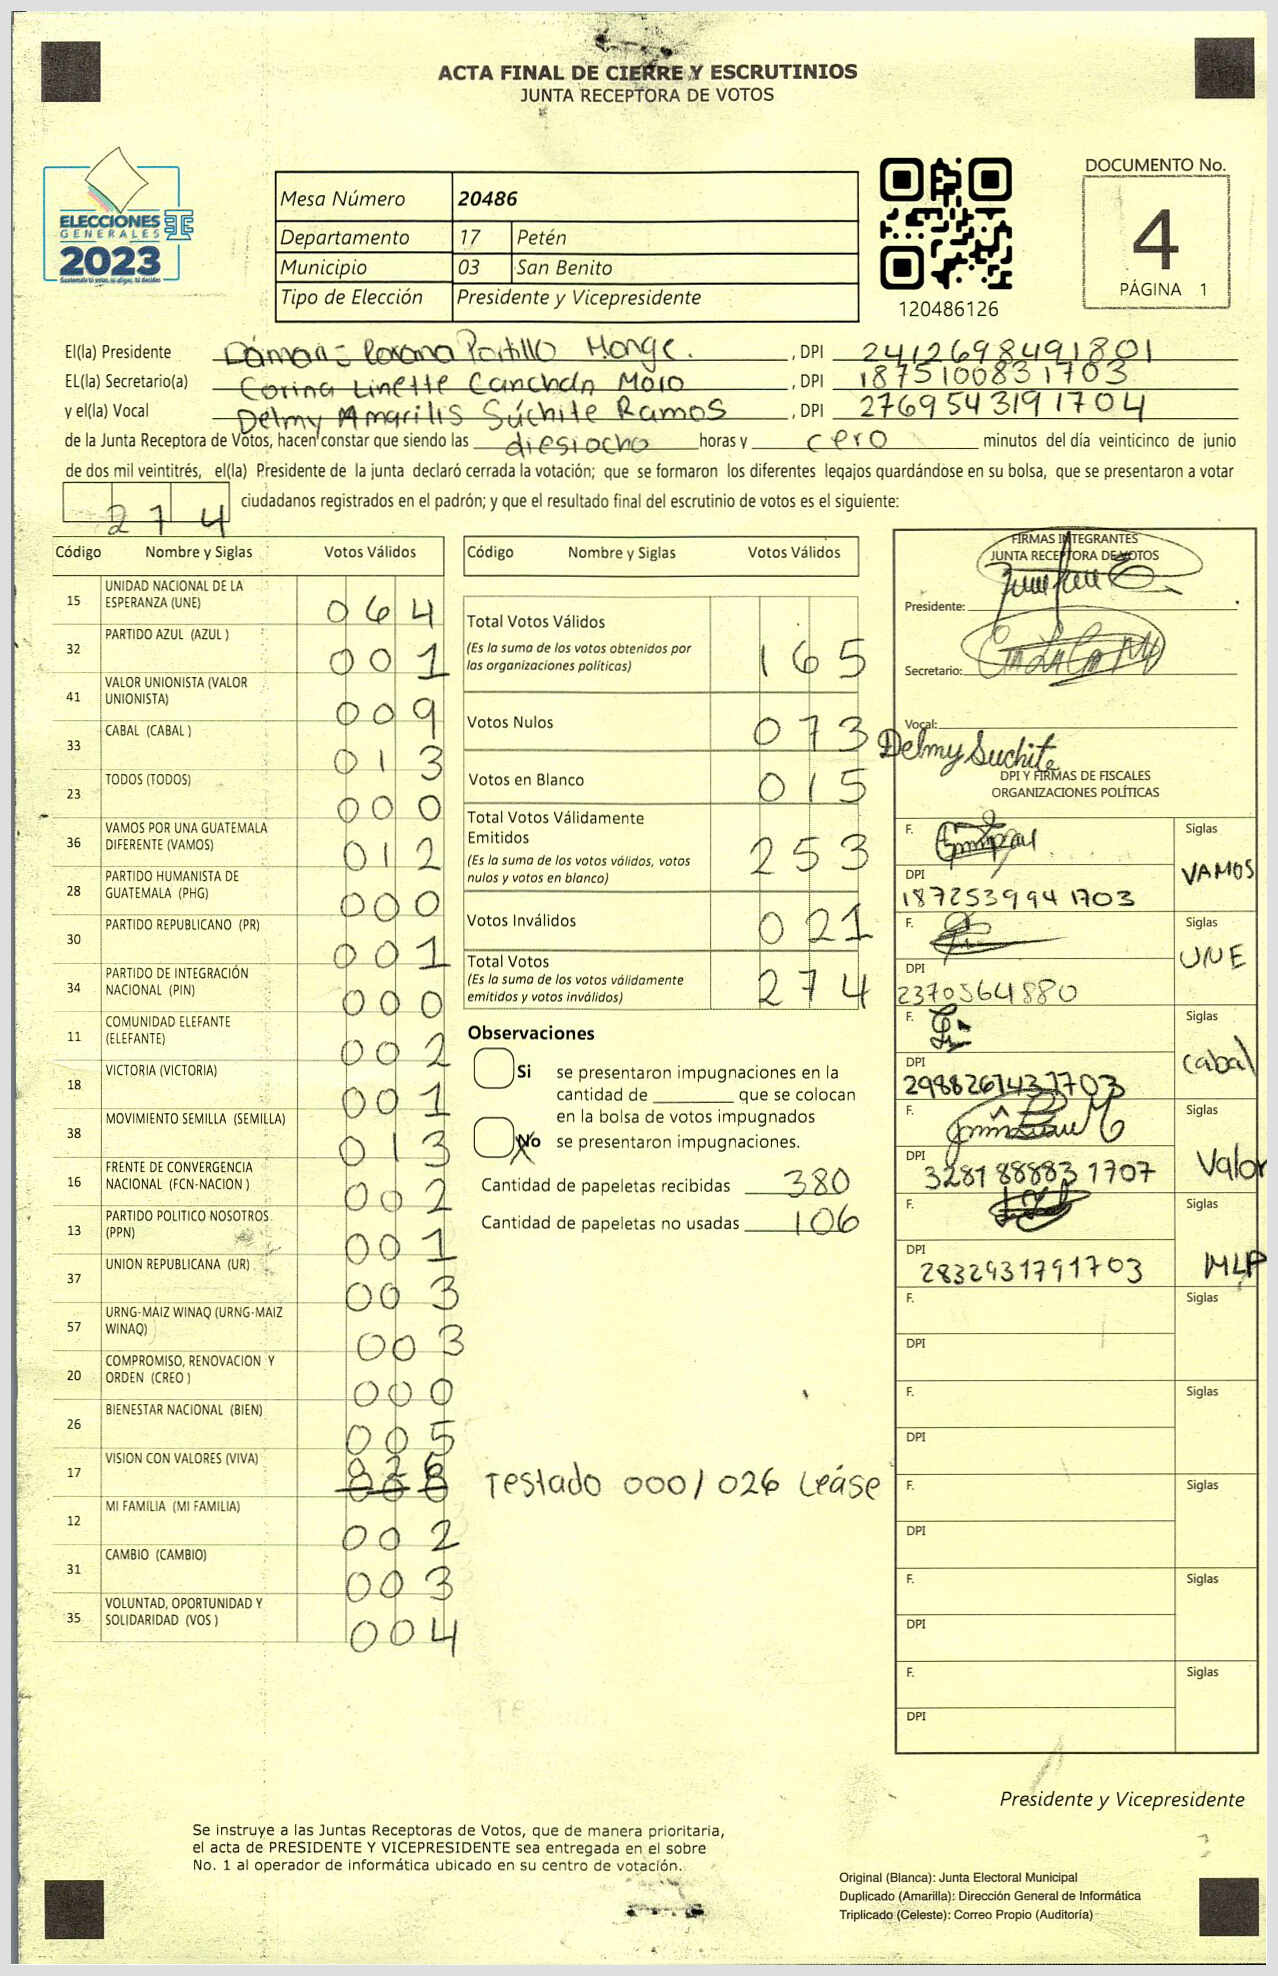 ACTA FINAL DE CIERRE Y ESCRUTINIOS
JUNTA RECEPTORA DE VOTOS
ELECCIONES
GENERALES
2023
Mesa Número 20486
Departamento 17 Petén
Municipio 03 San Benito
Tipo de Elección Presidente y Vicepresidente
120486126
DOCUMENTO No.
4
PÁGINA 1
El(la) Presidente Dámaris Roxana Portillo Monge. , DPI 2412698491801
EL(la) Secretario(a) Corina Linette Canchán Moro , DPI 1875100831703
y el(la) Vocal Delmy Amarilis Súchite Ramos , DPI 2769543191704
de la Junta Receptora de Votos, hacen constar que siendo las diesiocho horas y cero minutos del día veinticinco de junio
de dos mil veintitrés, el(la) Presidente de la junta declaró cerrada la votación; que se formaron los diferentes legajos quardándose en su bolsa, que se presentaron a votar
274 ciudadanos registrados en el padrón; y que el resultado final del escrutinio de votos es el siguiente:
Código Nombre y Siglas Votos Válidos
15 UNIDAD NACIONAL DE LA ESPERANZA (UNE) 064
32 PARTIDO AZUL (AZUL ) 001
41 VALOR UNIONISTA (VALOR UNIONISTA) 009
33 CABAL (CABAL ) 013
23 TODOS (TODOS) 000
36 VAMOS POR UNA GUATEMALA DIFERENTE (VAMOS) 012
28 PARTIDO HUMANISTA DE GUATEMALA (PHG) 000
30 PARTIDO REPUBLICANO (PR) 001
34 PARTIDO DE INTEGRACIÓN NACIONAL (PIN) 000
11 COMUNIDAD ELEFANTE (ELEFANTE) 002
18 VICTORIA (VICTORIA) 001
38 MOVIMIENTO SEMILLA (SEMILLA) 013
16 FRENTE DE CONVERGENCIA NACIONAL (FCN-NACION ) 002
13 PARTIDO POLITICO NOSOTROS (PPN) 001
37 UNION REPUBLICANA (UR) 003
57 URNG-MAIZ WINAQ (URNG-MAIZ WINAQ) 003
20 COMPROMISO, RENOVACION Y ORDEN (CREO ) 000
26 BIENESTAR NACIONAL (BIEN) 005
17 VISION CON VALORES (VIVA) 026 000 Testado 000/026 Léase
12 MI FAMILIA (MI FAMILIA) 002
31 CAMBIO (CAMBIO) 003
35 VOLUNTAD, OPORTUNIDAD Y SOLIDARIDAD (VOS ) 004
Código Nombre y Siglas Votos Válidos
Total Votos Válidos 165
(Es la suma de los votos obtenidos por
las organizaciones políticas)
Votos Nulos 073
Votos en Blanco 015
Total Votos Válidamente
Emitidos 253
(Es la suma de los votos válidos, votos
nulos y votos en blanco)
Votos Inválidos 021
Total Votos 274
(Es la suma de los votos válidamente
emitidos y votos inválidos)
Observaciones
Si se presentaron impugnaciones en la
cantidad de que se colocan
en la bolsa de votos impugnados
No se presentaron impugnaciones.
Cantidad de papeletas recibidas 380
Cantidad de papeletas no usadas 106
FIRMAS INTEGRANTES
JUNTA RECEPTORA DE VOTOS
Presidente:
Secretario:
Vocal:
Delmy Suchite
DPI Y FIRMAS DE FISCALES
ORGANIZACIONES POLÍTICAS
F. Siglas VAMOS
DPI 1872539941703
F. Siglas UNE
DPI 2370564880
F. Siglas Cabal
DPI 2988267431703
F. Siglas Valor
DPI 3281888831707
F. Siglas MLP
DPI 2832931791703
F. Siglas
DPI
F. Siglas
DPI
F. Siglas
DPI
F. Siglas
DPI
F. Siglas
DPI
Presidente y Vicepresidente
Se instruye a las Juntas Receptoras de Votos, que de manera prioritaria,
el acta de PRESIDENTE Y VICEPRESIDENTE sea entregada en el sobre
No. 1 al operador de informática ubicado en su centro de votación.
Original (Blanca): Junta Electoral Municipal
Duplicado (Amarilla): Dirección General de Informática
Triplicado (Celeste): Correo Propio (Auditoría)